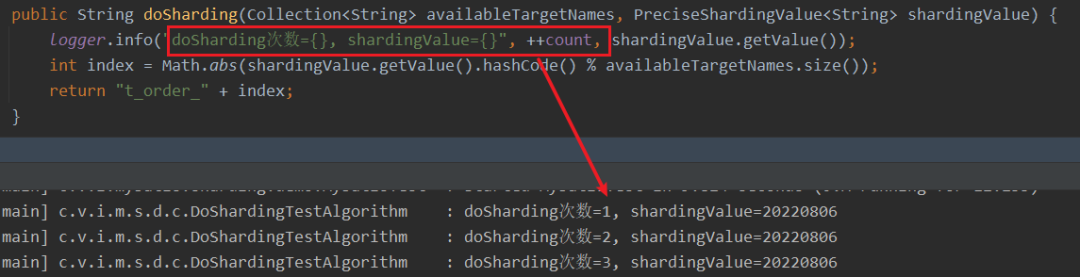 public String doSharding(Collection<String> availableTargetNames, PreciseShardingValue<String> shardingValue) {
logger.info("doSharding次数={}, shardingValue={}", ++count, shardingValue.getValue());
int index = Math.abs(shardingValue.getValue().hashCode() % availableTargetNames.size());
return "t_order_" + index;
}
main] c.v.i.m.s.d.c.DoShardingTestAlgorithm : doSharding次数=1, shardingValue=20220806
main] c.v.i.m.s.d.c.DoShardingTestAlgorithm : doSharding次数=2, shardingValue=20220806
main] c.v.i.m.s.d.c.DoShardingTestAlgorithm : doSharding次数=3, shardingValue=20220806